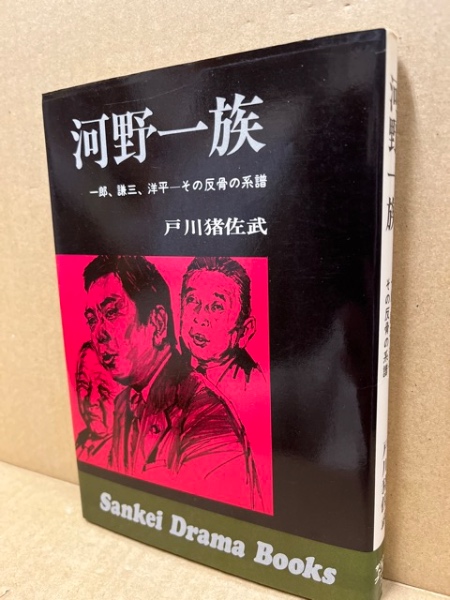 河野一族
一郎、謙三、洋平―その反骨の系譜
戸川猪佐武
Sankei Drama Books
河野一族
その反骨の系譜